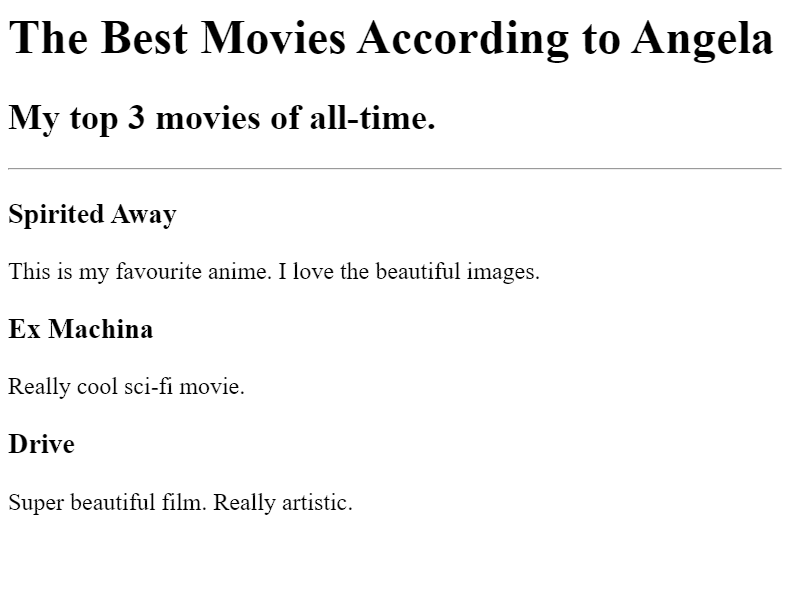 The Best Movies According to Angela
My top 3 movies of all-time.
Spirited Away
This is my favourite anime. I love the beautiful images.
Ex Machina
Really cool sci-fi movie.
Drive
Super beautiful film. Really artistic.